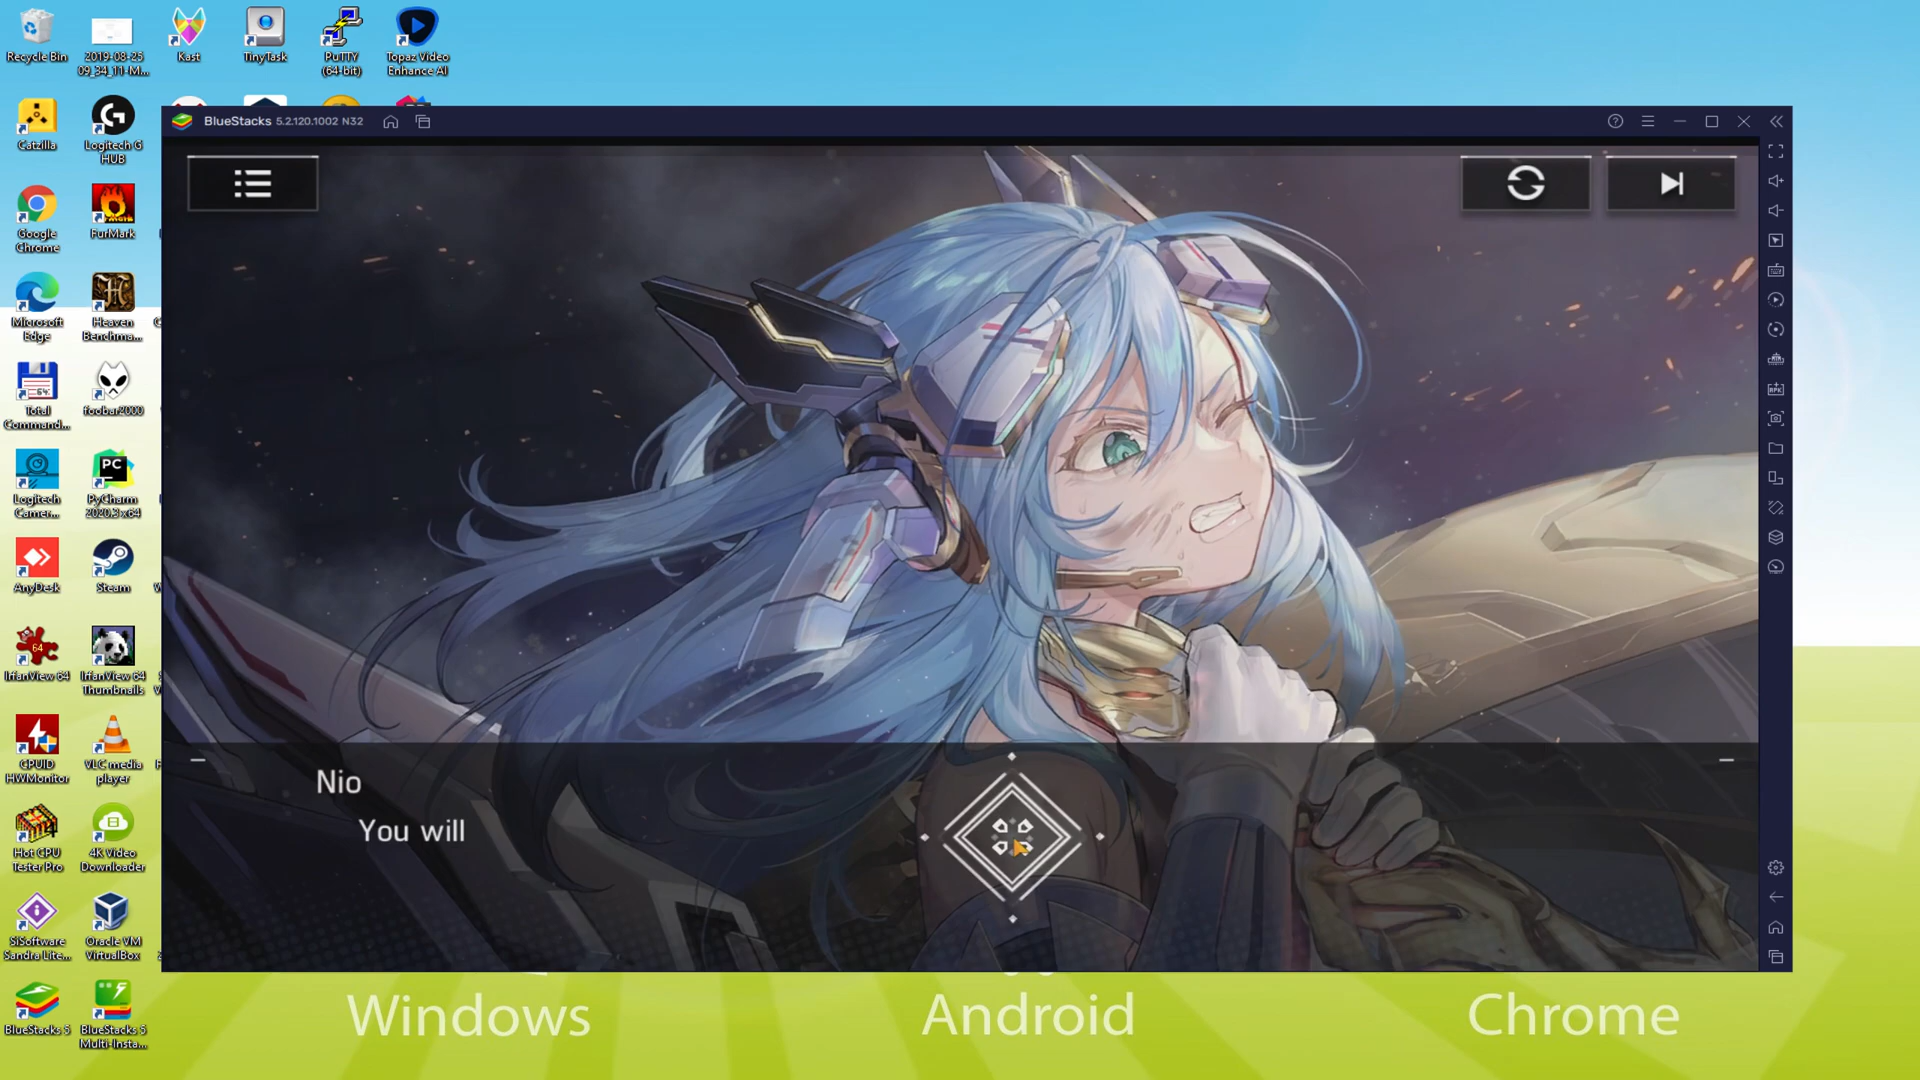 Recycle Bin
2019-08-25
09_34_11-M...
Kast
TinyTask
PuTTY
(64-bit)
Topaz Video
Enhance AI
Catzilla
Logitech G
HUB
BlueStacks 5.2.120.1002 N32
Google
Chrome
FurMark
Microsoft
Edge
Heaven
Benchma...
Total
Command...
64
foobar2000
Logitech
Camer...
PC
PyCharm
2020.3 x64
AnyDesk
Steam
64
IrfanView 64
IrfanView 64
Thumbnails
CPUID
HWMonitor
VLC media
player
Nio
You will
Hot CPU
Tester Pro
4K Video
Downloader
SiSoftware
Sandra Lite...
Oracle VM
VirtualBox
BlueStacks 5
BlueStacks 5
Multi-Insta...
Windows
Android
Chrome